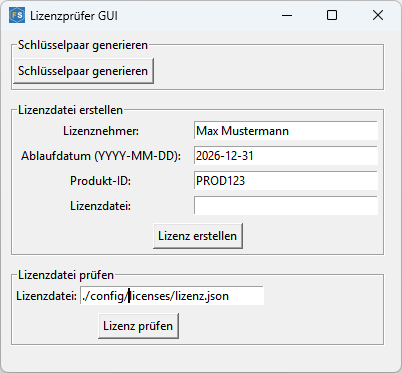 FS Lizenzprüfer GUI
Schlüsselpaar generieren
Schlüsselpaar generieren
Lizenzdatei erstellen
Lizenznehmer: Max Mustermann
Ablaufdatum (YYYY-MM-DD): 2026-12-31
Produkt-ID: PROD123
Lizenzdatei:
Lizenz erstellen
Lizenzdatei prüfen
Lizenzdatei: ./config/licenses/lizenz.json
Lizenz prüfen